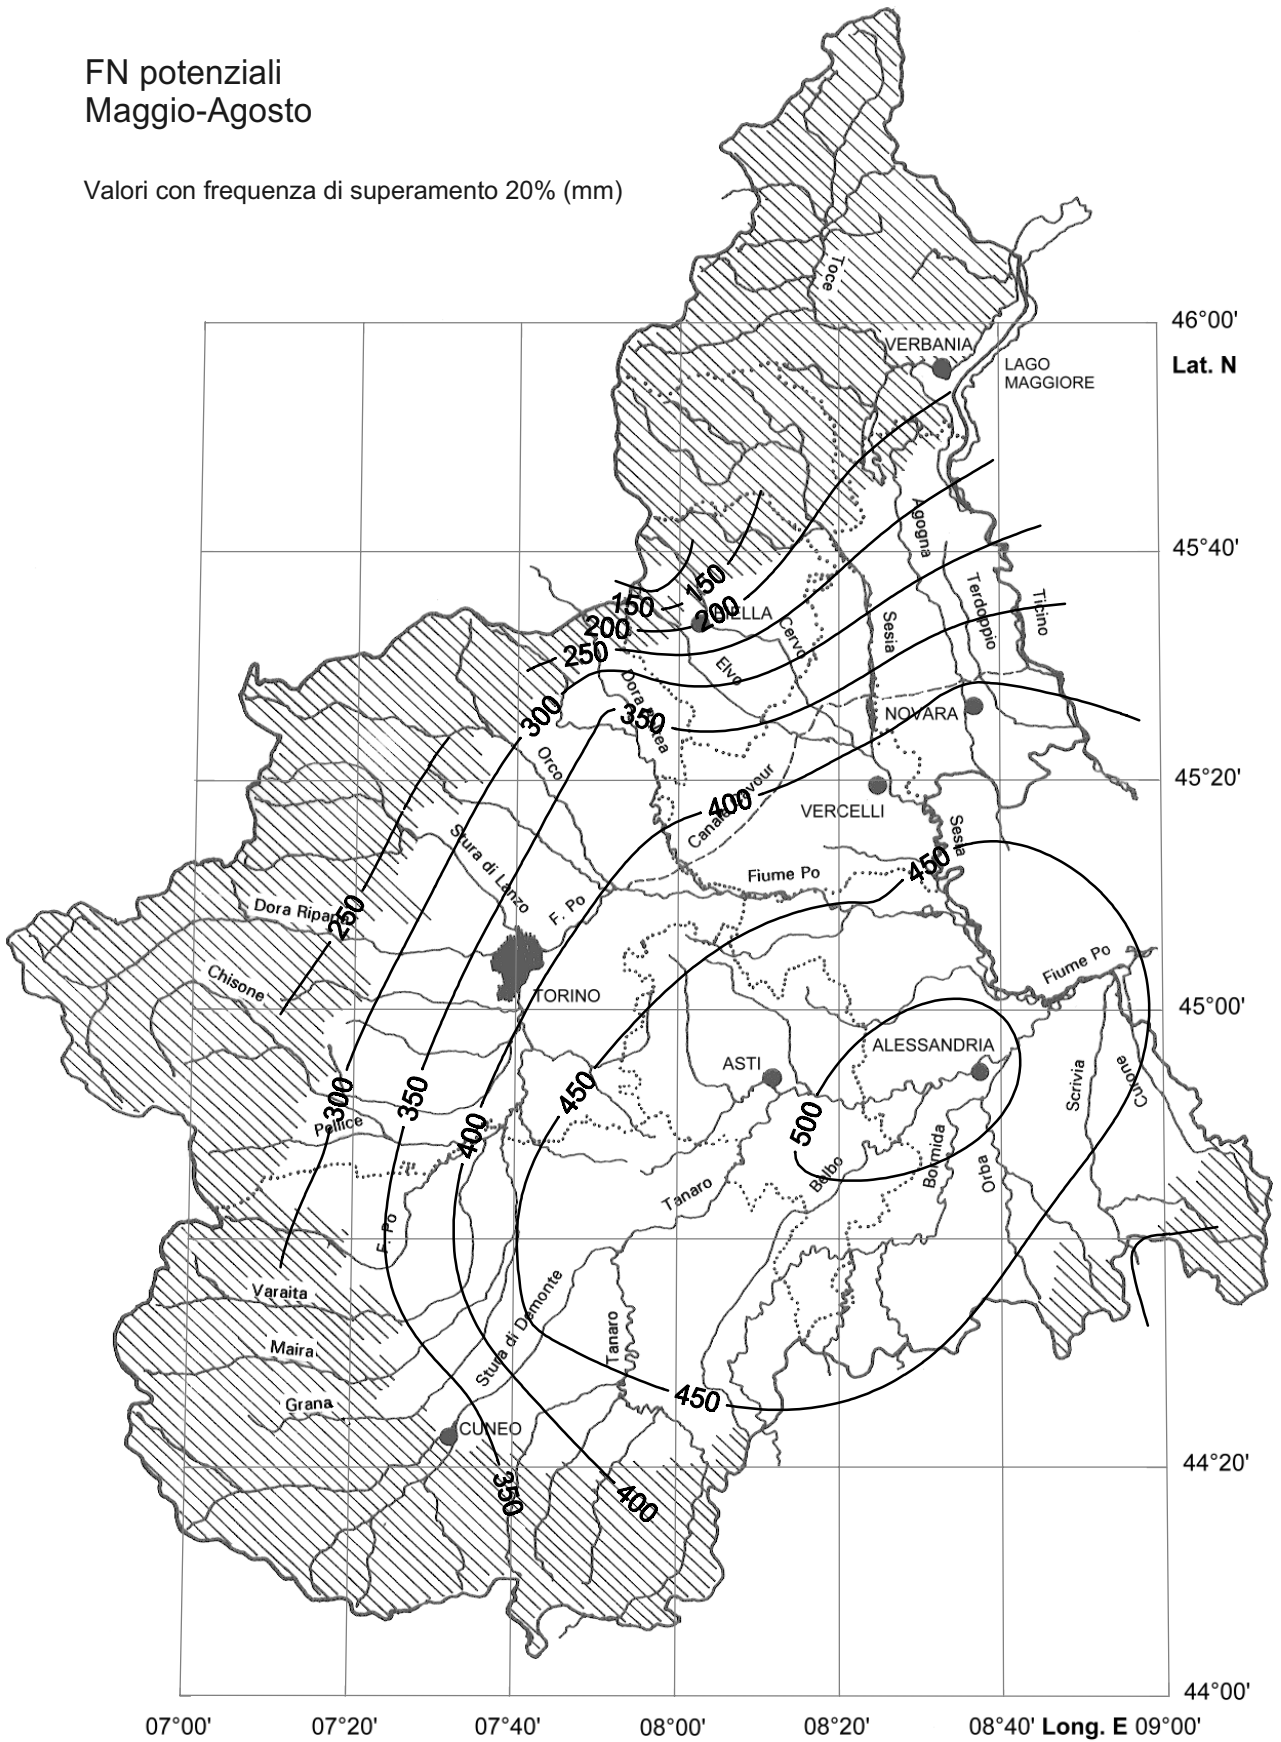 FN potenziali
Maggio-Agosto
Valori con frequenza di superamento 20% (mm)
Toce
46°00'
VERBANIA
Lat. N
LAGO
MAGGIORE
Agogna
45°40'
150
150
200
BIELLA
200
250
Cervo
Sesia
Terdoppio
Ticino
Elvo
Dora Baltea
300
350
NOVARA
Orco
45°20'
400
Canale Cavour
VERCELLI
Sesia
Stura di Lanzo
450
Fiume Po
Dora Riparia
250
F. Po
Chisone
Fiume Po
TORINO
45°00'
ALESSANDRIA
ASTI
Scrivia
Curone
300
350
400
450
500
Pellice
Bormida
Orba
Belbo
Tanaro
F. Po
Varaita
Stura di Demonte
Tanaro
Maira
Grana
450
CUNEO
44°20'
350
400
44°00'
07°00' 07°20' 07°40' 08°00' 08°20' 08°40' Long. E 09°00'